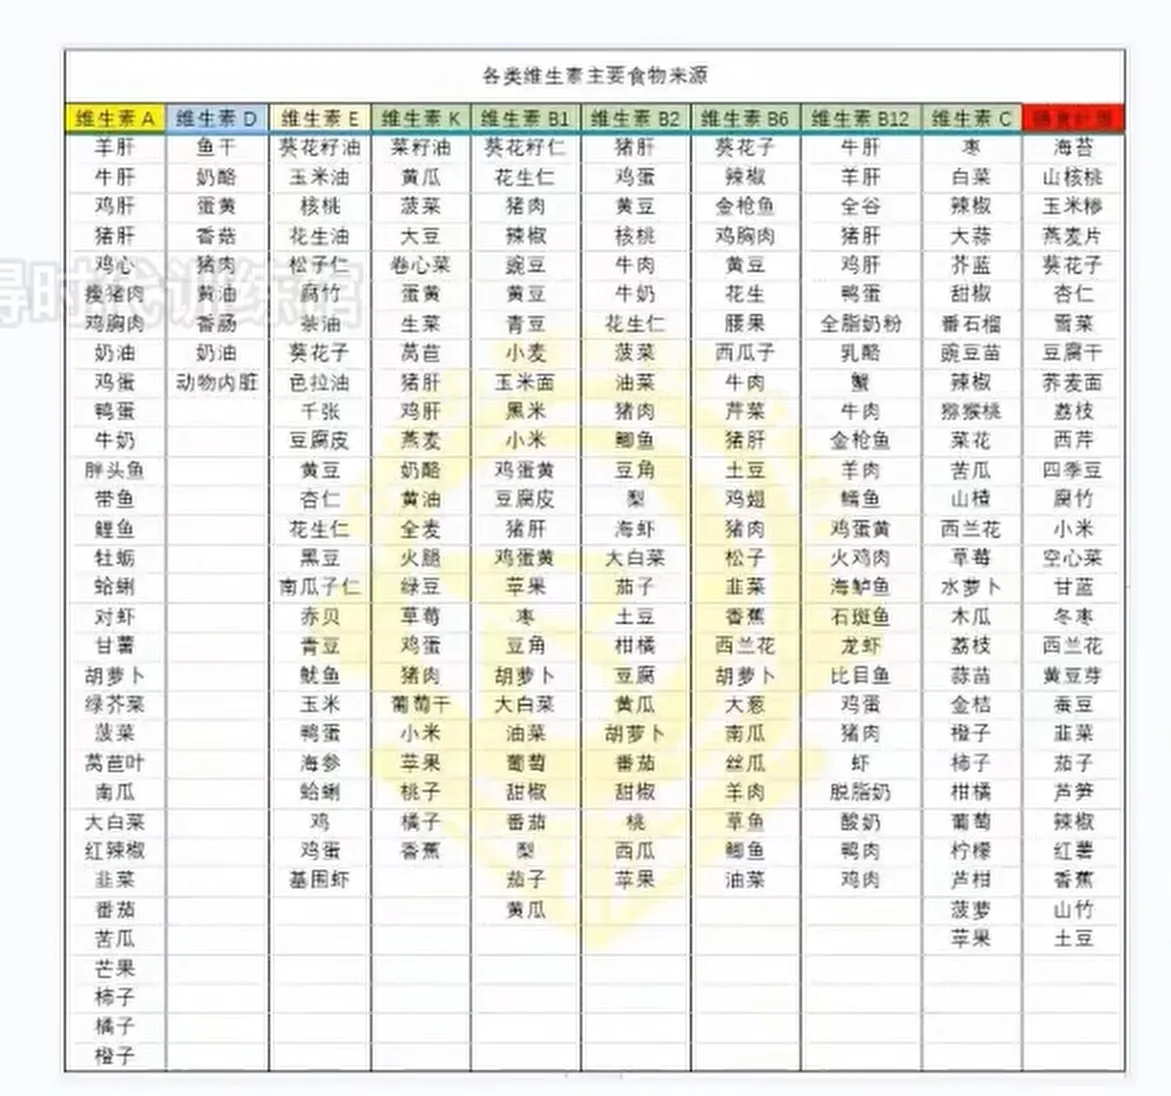 各类维生素主要食物来源
维生素 A 维生素 D 维生素 E 维生素 K 维生素 B1 维生素 B2 维生素 B6 维生素 B12 维生素 C 膳食纤维
羊肝 鱼干 葵花籽油 菜籽油 葵花籽仁 猪肝 葵花子 牛肝 枣 海苔
牛肝 奶酪 玉米油 黄瓜 花生仁 鸡蛋 辣椒 羊肝 白菜 山核桃
鸡肝 蛋黄 核桃 菠菜 猪肉 黄豆 金枪鱼 全谷 辣椒 玉米糁
猪肝 香菇 花生油 大豆 辣椒 核桃 鸡胸肉 猪肝 大蒜 燕麦片
鸡心 猪肉 松子仁 卷心菜 豌豆 牛肉 黄豆 鸡肝 芥蓝 葵花子
瘦猪肉 黄油 腐竹 蛋黄 黄豆 牛奶 花生 鸭蛋 甜椒 杏仁
鸡胸肉 香肠 茶油 生菜 青豆 花生仁 腰果 全脂奶粉 番石榴 雪菜
奶油 奶油 葵花子 莴苣 小麦 菠菜 西瓜子 乳酪 豌豆苗 豆腐干
鸡蛋 动物内脏 色拉油 猪肝 玉米面 油菜 牛肉 蟹 辣椒 荞麦面
鸭蛋 千张 鸡肝 黑米 猪肉 芹菜 牛肉 猕猴桃 荔枝
牛奶 豆腐皮 燕麦 小米 鲫鱼 猪肝 金枪鱼 菜花 西芹
胖头鱼 黄豆 奶酪 鸡蛋黄 豆角 土豆 羊肉 苦瓜 四季豆
带鱼 杏仁 黄油 豆腐皮 梨 鸡翅 鳕鱼 山楂 腐竹
鲤鱼 花生仁 全麦 猪肝 海虾 猪肉 鸡蛋黄 西兰花 小米
牡蛎 黑豆 火腿 鸡蛋黄 大白菜 松子 火鸡肉 草莓 空心菜
蛤蜊 南瓜子仁 绿豆 苹果 茄子 韭菜 海鲈鱼 水萝卜 甘蓝
对虾 赤贝 草莓 枣 土豆 香蕉 石斑鱼 木瓜 冬枣
甘薯 青豆 鸡蛋 豆角 柑橘 西兰花 龙虾 荔枝 西兰花
胡萝卜 鱿鱼 猪肉 胡萝卜 豆腐 胡萝卜 比目鱼 蒜苗 黄豆芽
绿芥菜 玉米 葡萄干 大白菜 黄瓜 大葱 鸡蛋 金桔 蚕豆
菠菜 鸭蛋 小米 油菜 胡萝卜 南瓜 猪肉 橙子 韭菜
莴苣叶 海参 苹果 葡萄 番茄 丝瓜 虾 柿子 茄子
南瓜 蛤蜊 桃子 甜椒 甜椒 羊肉 脱脂奶 柑橘 芦笋
大白菜 鸡 橘子 番茄 桃 草鱼 酸奶 葡萄 辣椒
红辣椒 鸡蛋 香蕉 梨 西瓜 鲫鱼 鸭肉 柠檬 红薯
韭菜 基围虾 茄子 苹果 油菜 鸡肉 芦柑 香蕉
番茄 黄瓜 菠萝 山竹
苦瓜 苹果 土豆
芒果
柿子
橘子
橙子
得时代训练营